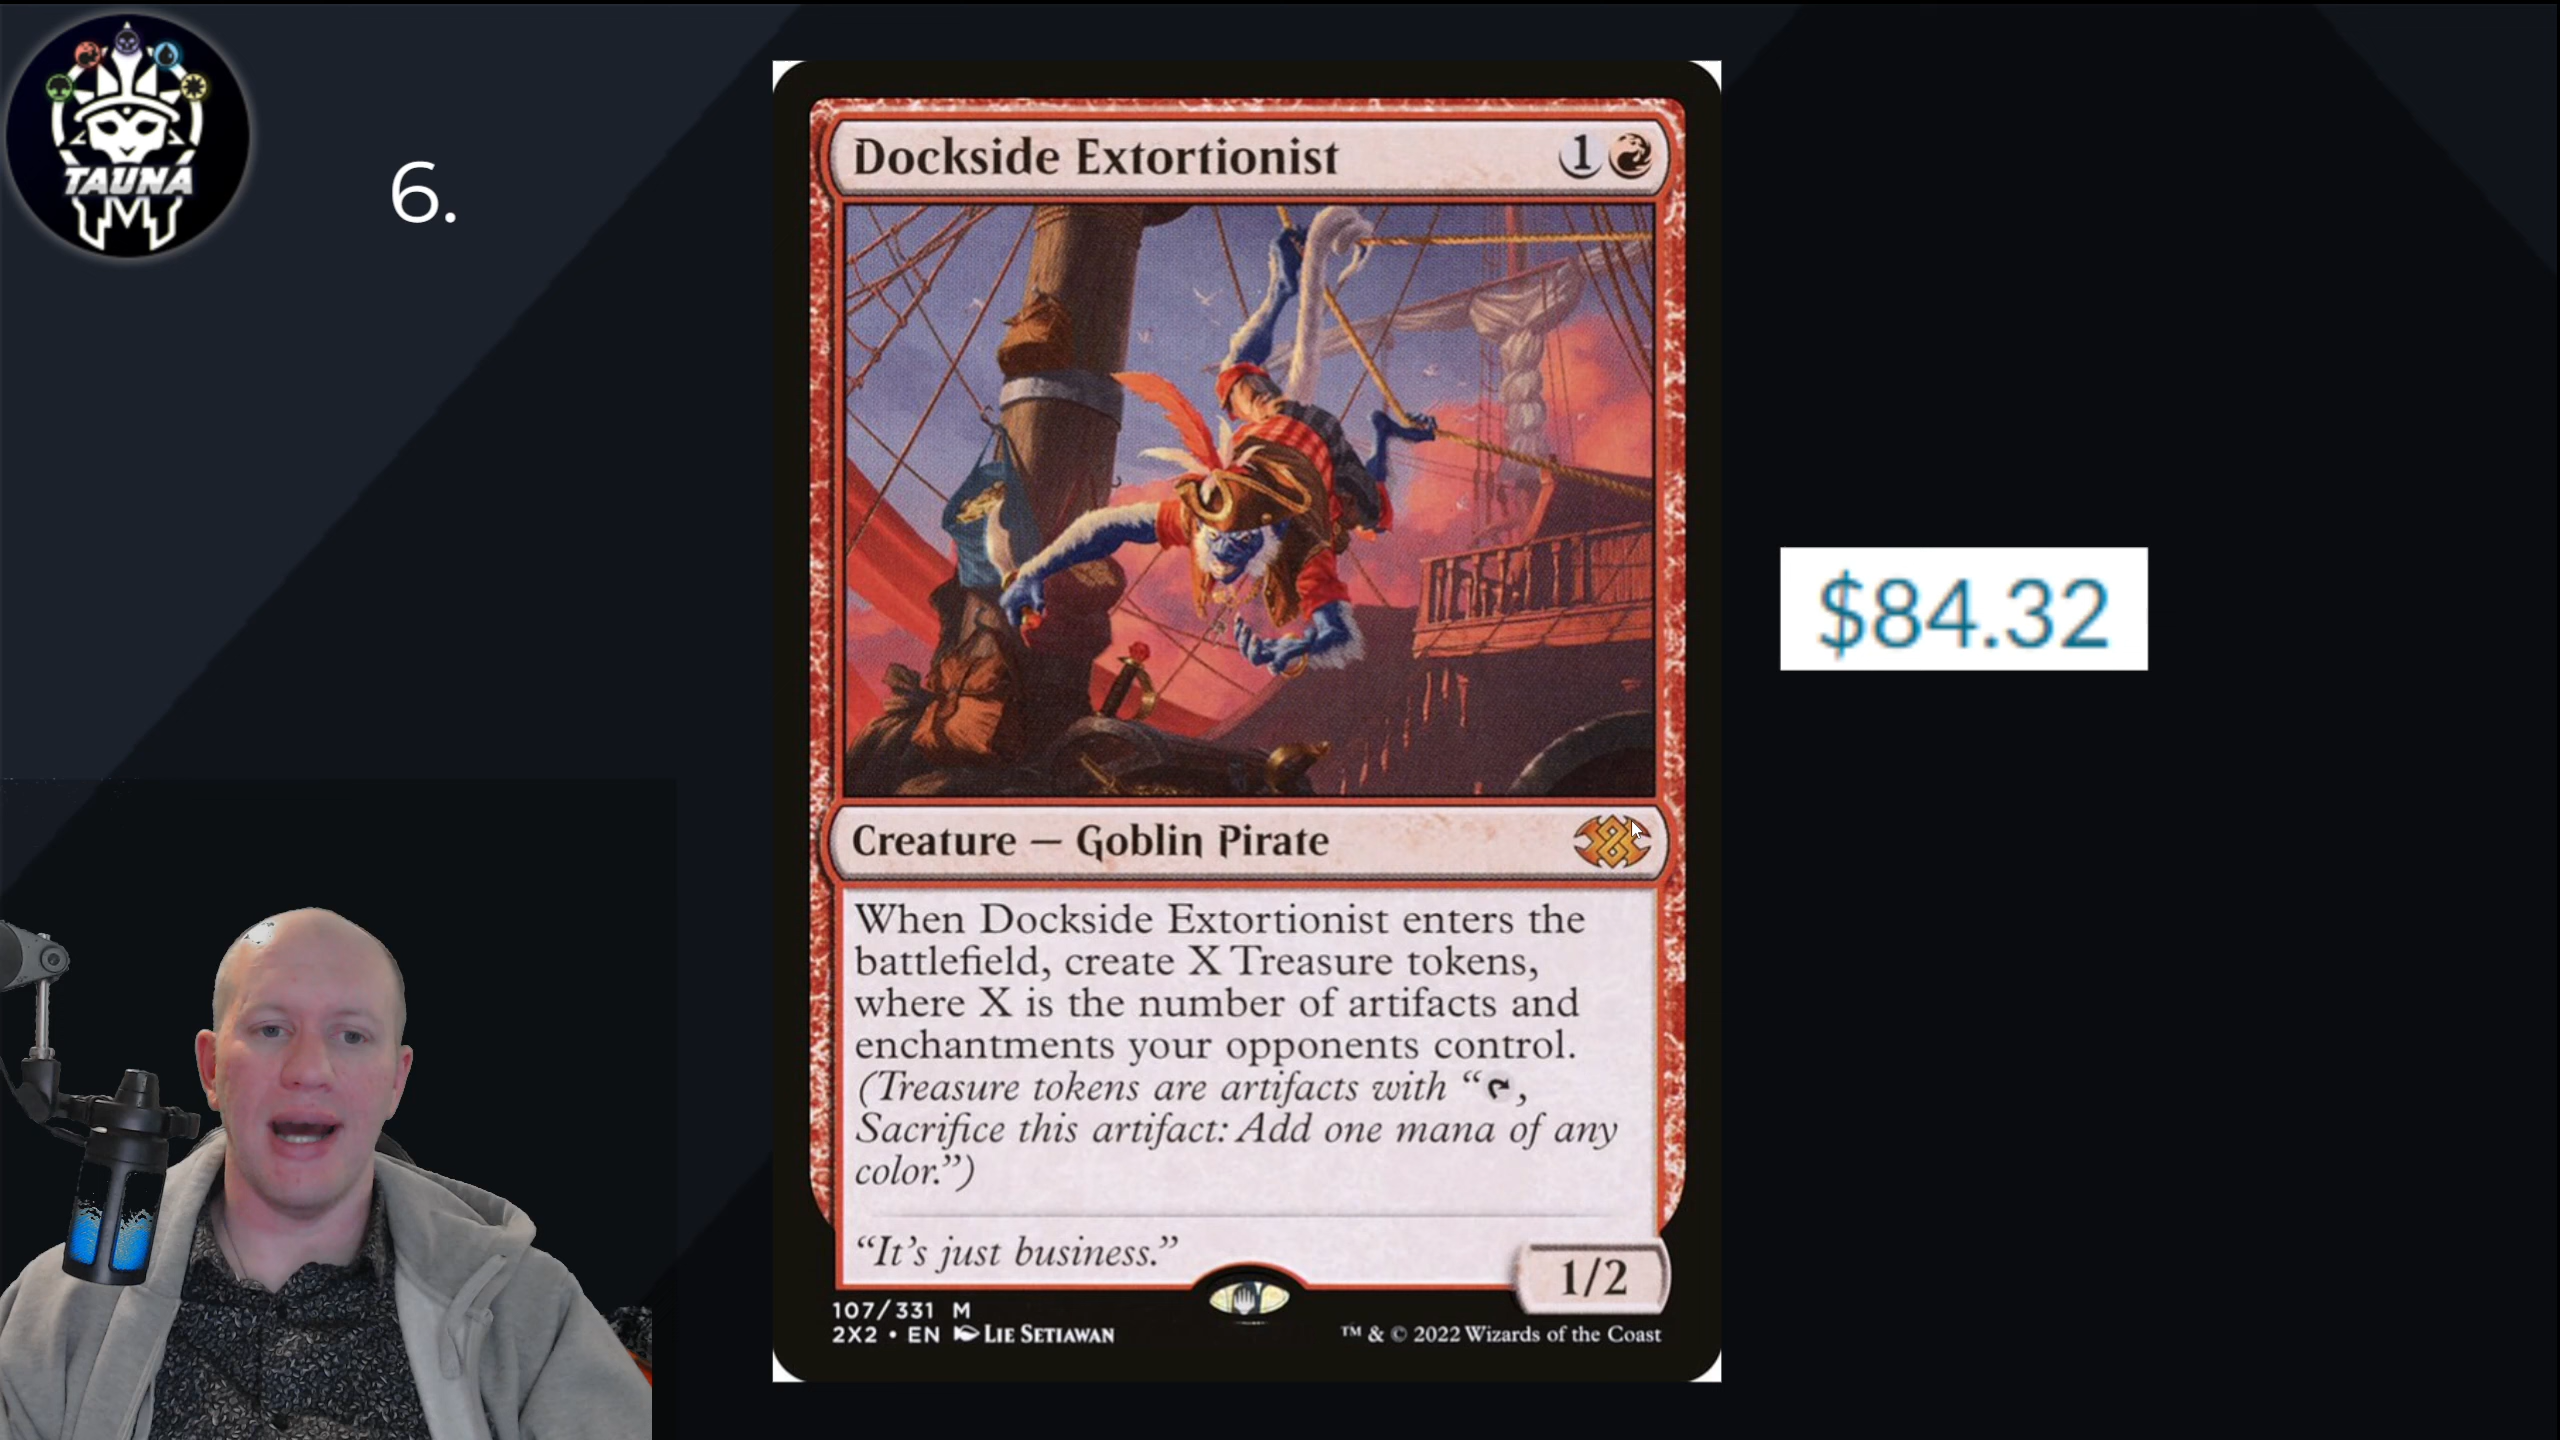 TAUNA
M
6.
Dockside Extortionist
1
$84.32
Creature — Goblin Pirate
When Dockside Extortionist enters the
battlefield, create X Treasure tokens,
where X is the number of artifacts and
enchantments your opponents control.
(Treasure tokens are artifacts with “
,
Sacrifice this artifact: Add one mana of any
color.”)
“It’s just business.”
1/2
107/331 M
2X2 • EN LIE SETIAWAN
™ & © 2022 Wizards of the Coast